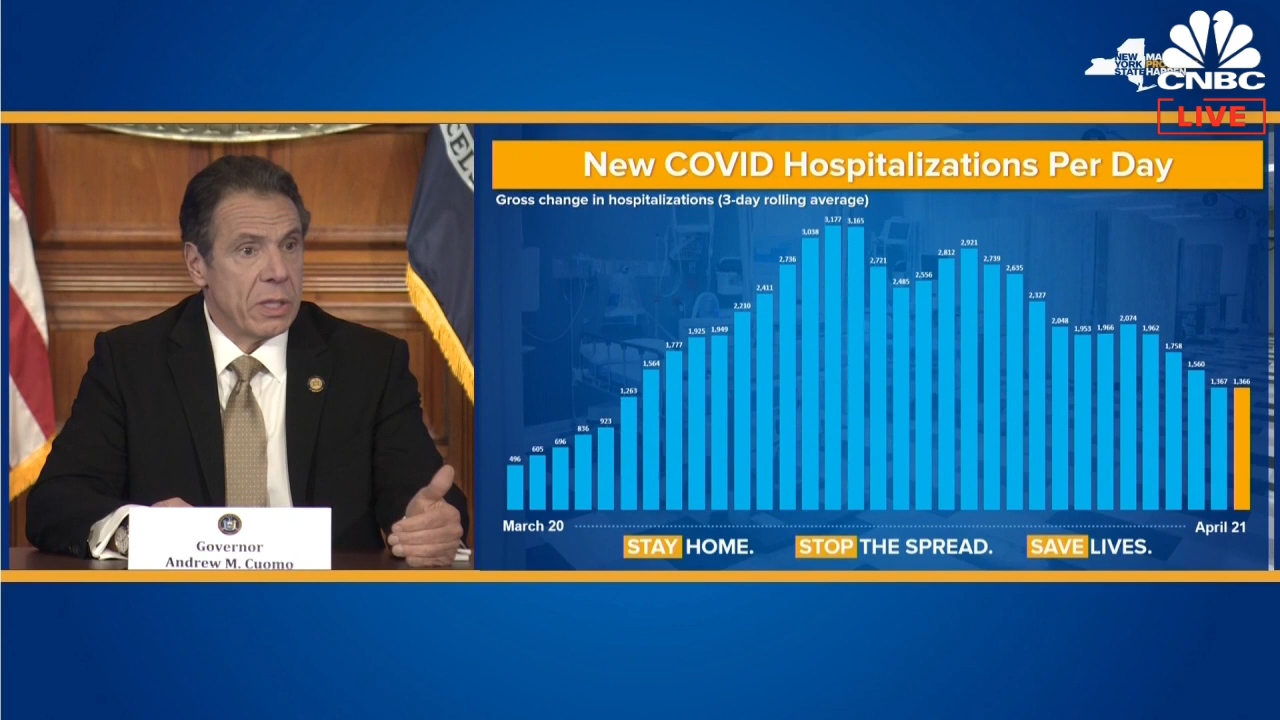 NEW
YORK
STATE
CNBC
LIVE
CEL
New COVID Hospitalizations Per Day
Gross change in hospitalizations (3-day rolling average)
496
605
696
836
923
1,263
1,564
1,777
1,925
1,949
2,210
2,411
2,736
3,038
3,177
3,165
2,721
2,485
2,556
2,812
2,921
2,739
2,635
2,327
2,048
1,953
1,966
2,074
1,962
1,758
1,560
1,367
1,366
March 20
April 21
STAY HOME. STOP THE SPREAD. SAVE LIVES.
Governor
Andrew M. Cuomo